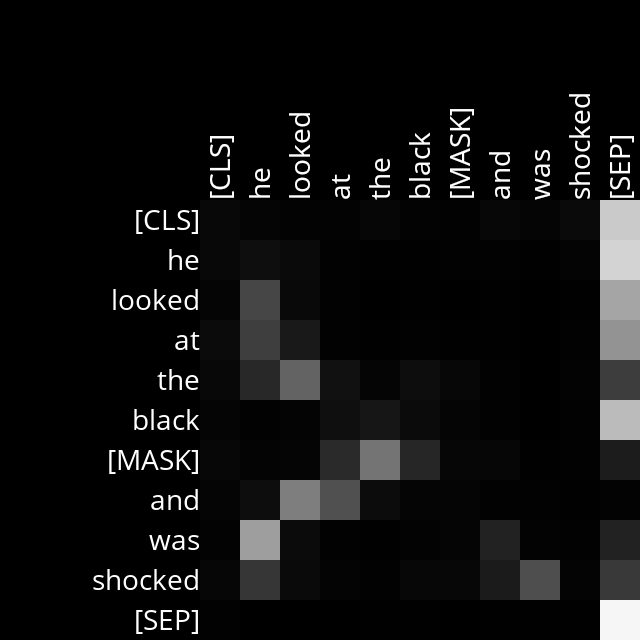 [CLS] he looked at the black [MASK] and was shocked [SEP]
[CLS]
he
looked
at
the
black
[MASK]
and
was
shocked
[SEP]